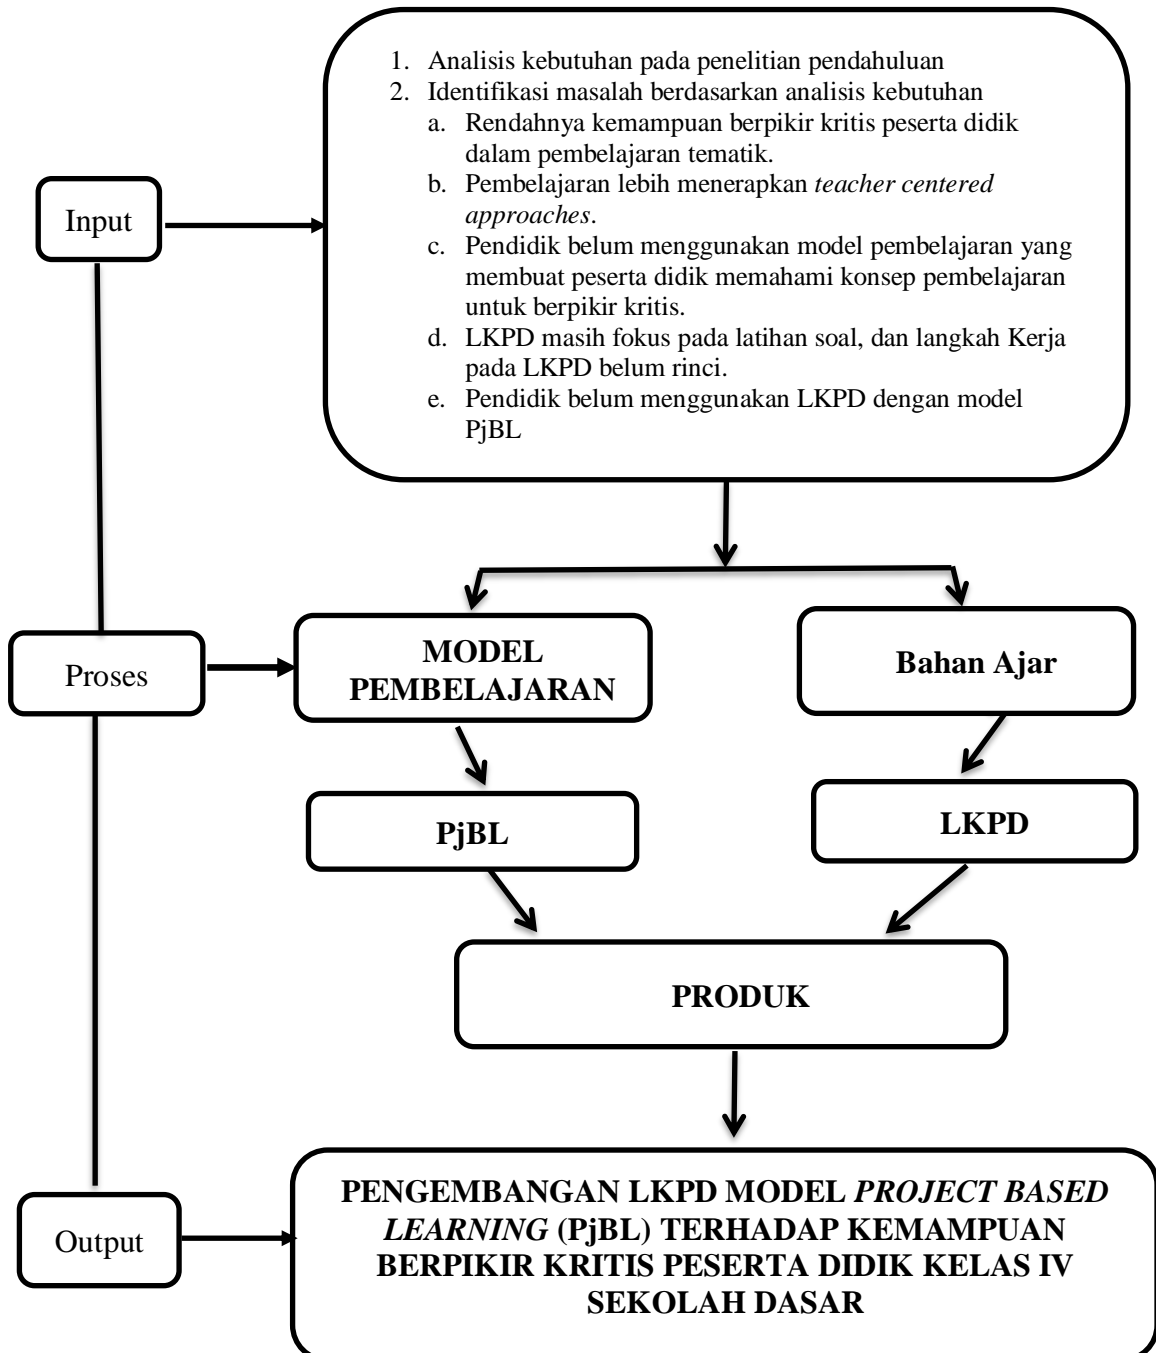 1. Analisis kebutuhan pada penelitian pendahuluan
2. Identifikasi masalah berdasarkan analisis kebutuhan
a. Rendahnya kemampuan berpikir kritis peserta didik
dalam pembelajaran tematik.
b. Pembelajaran lebih menerapkan teacher centered
approaches.
c. Pendidik belum menggunakan model pembelajaran yang
membuat peserta didik memahami konsep pembelajaran
untuk berpikir kritis.
d. LKPD masih fokus pada latihan soal, dan langkah Kerja
pada LKPD belum rinci.
e. Pendidik belum menggunakan LKPD dengan model
PjBL
Input
Proses
MODEL
PEMBELAJARAN
Bahan Ajar
PjBL
LKPD
PRODUK
Output
PENGEMBANGAN LKPD MODEL PROJECT BASED
LEARNING (PjBL) TERHADAP KEMAMPUAN
BERPIKIR KRITIS PESERTA DIDIK KELAS IV
SEKOLAH DASAR